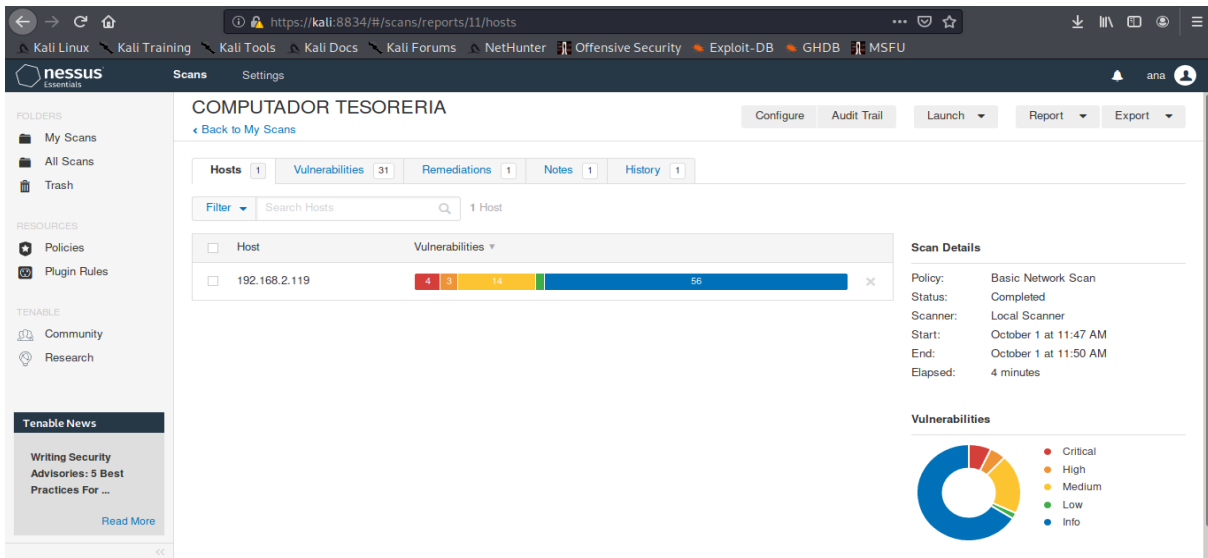 https://kali:8834/#/scans/reports/11/hosts
Kali Linux Kali Training Kali Tools Kali Docs Kali Forums NetHunter Offensive Security Exploit-DB GHDB MSFU
nessus Essentials Scans Settings ana
FOLDERS
My Scans
All Scans
Trash
RESOURCES
Policies
Plugin Rules
TENABLE
Community
Research
Tenable News
Writing Security
Advisories: 5 Best
Practices For ...
Read More
COMPUTADOR TESORERIA
Back to My Scans
Configure Audit Trail Launch Report Export
Hosts 1 Vulnerabilities 31 Remediations 1 Notes 1 History 1
Filter Search Hosts 1 Host
Host Vulnerabilities
192.168.2.119 4 3 14 56
Scan Details
Policy: Basic Network Scan
Status: Completed
Scanner: Local Scanner
Start: October 1 at 11:47 AM
End: October 1 at 11:50 AM
Elapsed: 4 minutes
Vulnerabilities
Critical
High
Medium
Low
Info